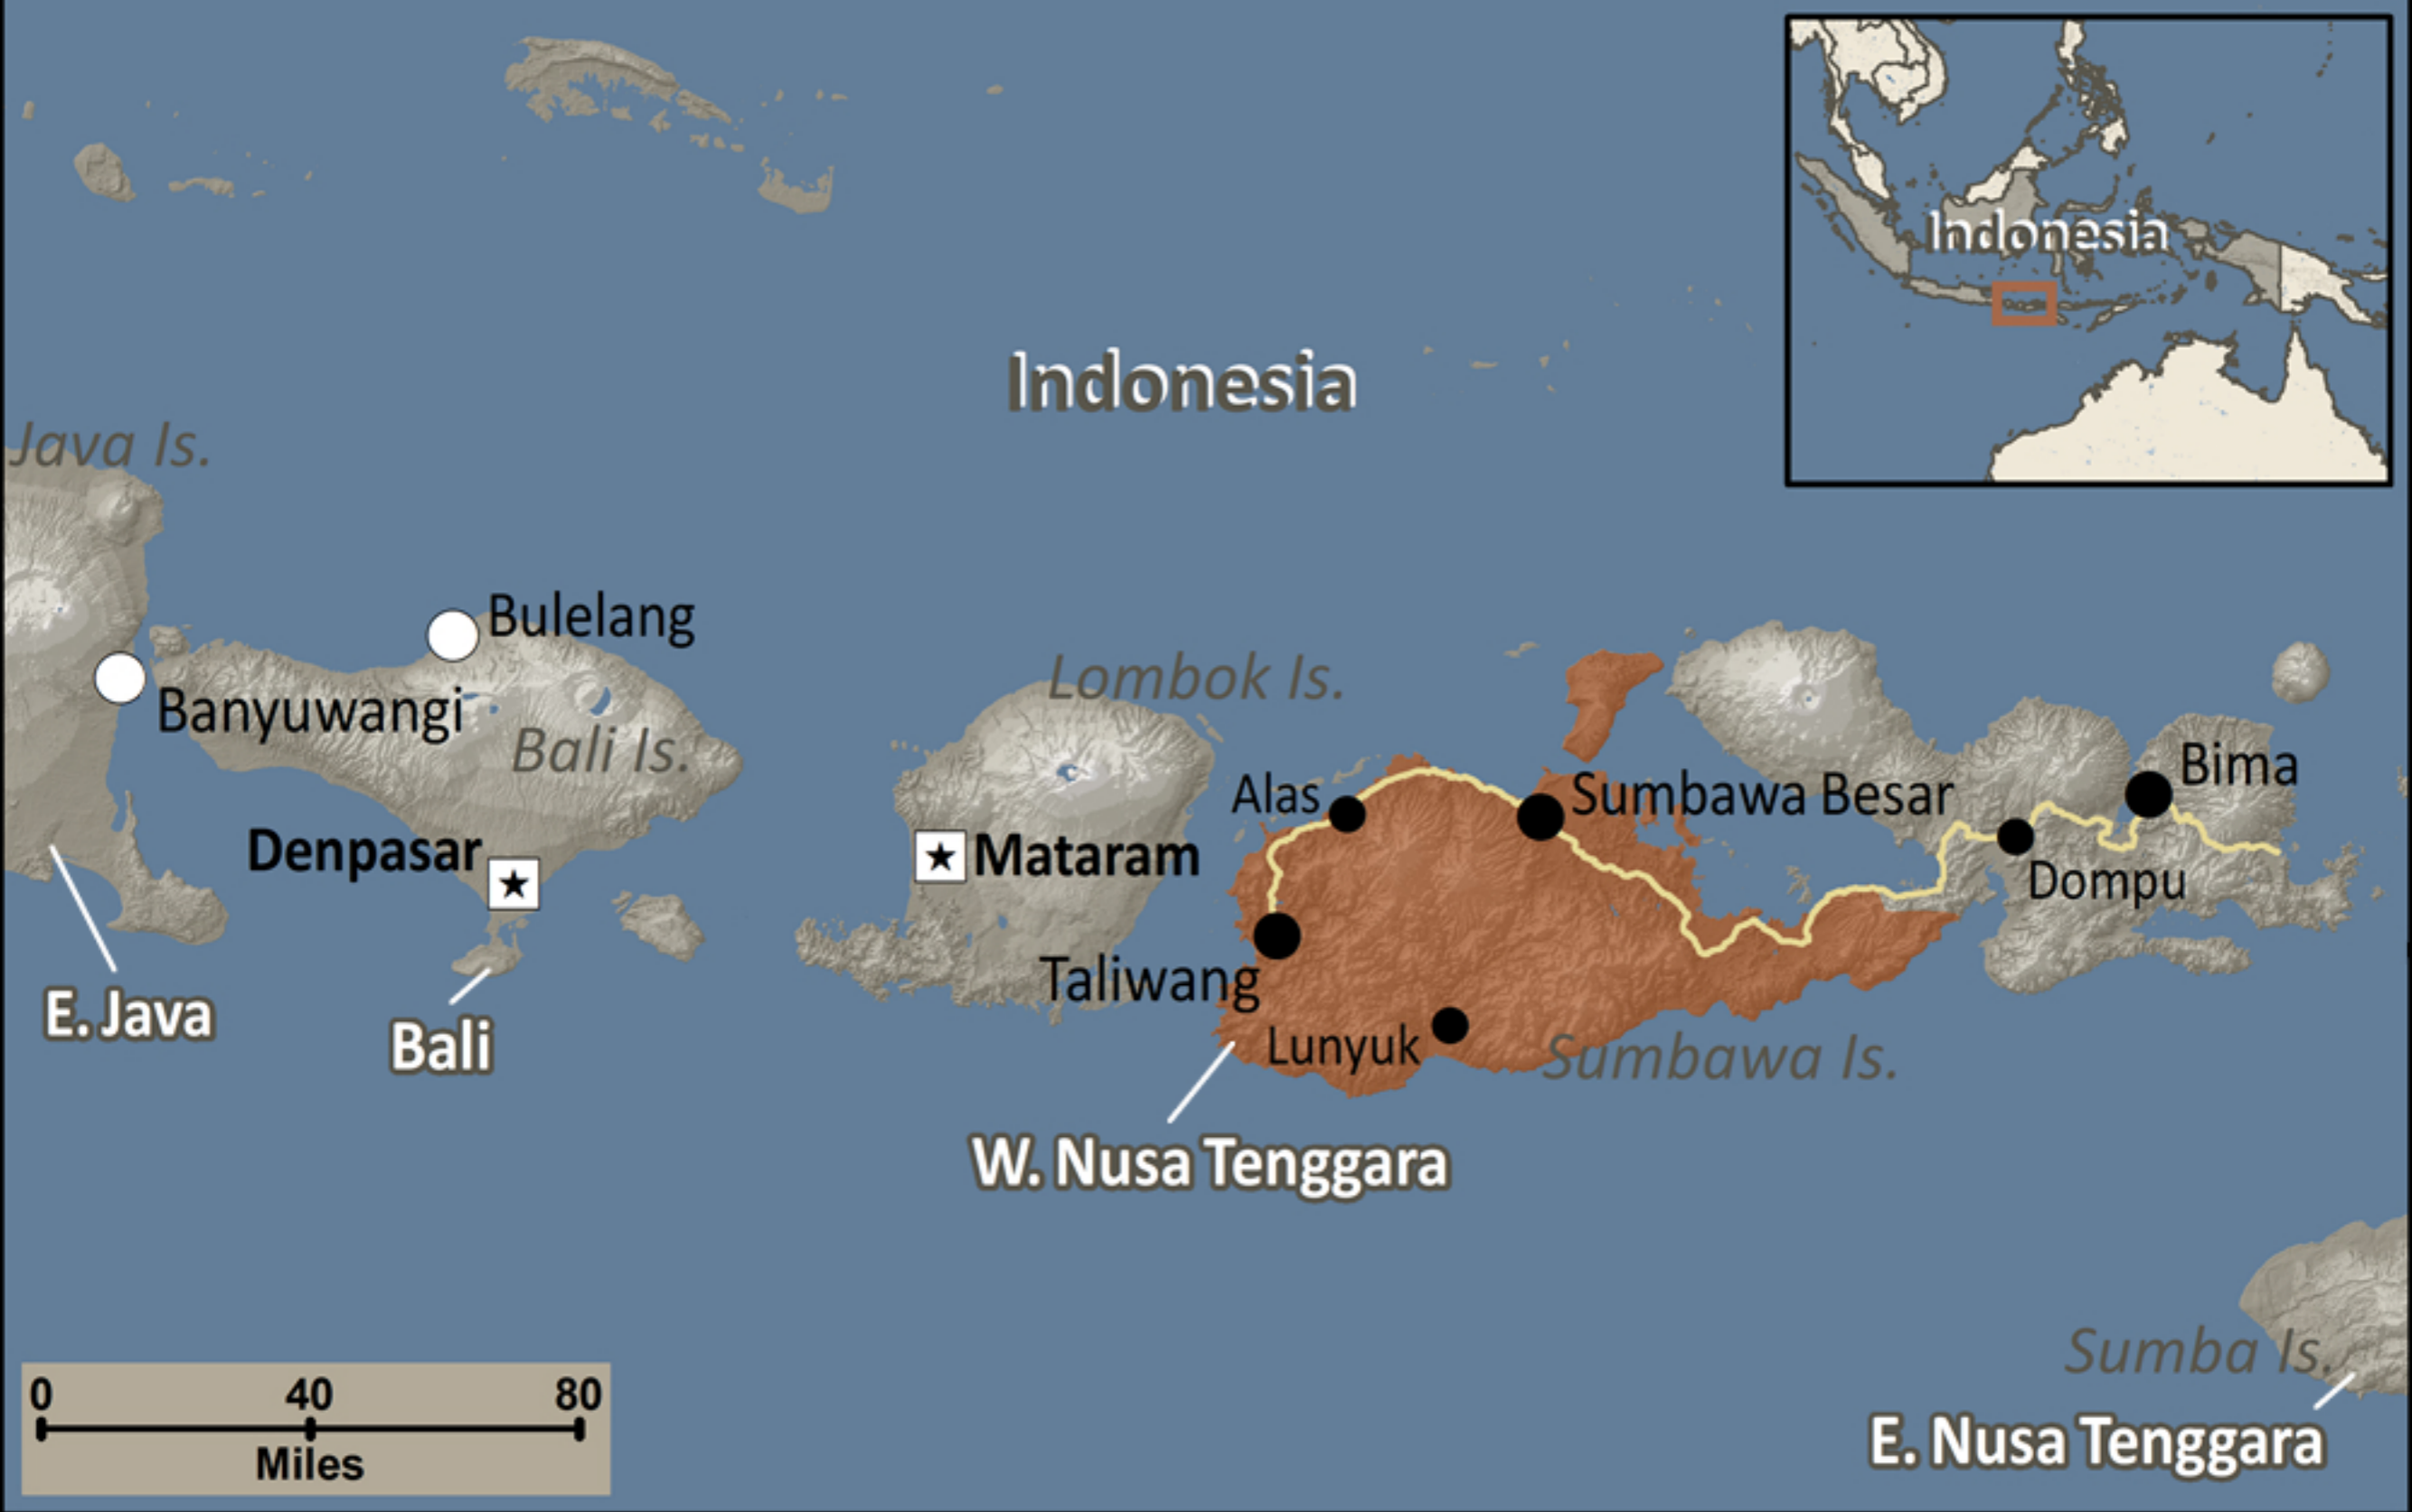 Indonesia
Indonesia
Java Is.
Bulelang
Banyuwangi
Bali Is.
Lombok Is.
Alas
Sumbawa Besar
Bima
Denpasar
Mataram
Dompu
Taliwang
Lunyuk
Sumbawa Is.
E. Java
Bali
W. Nusa Tenggara
Sumba Is.
E. Nusa Tenggara
0 40 80
Miles